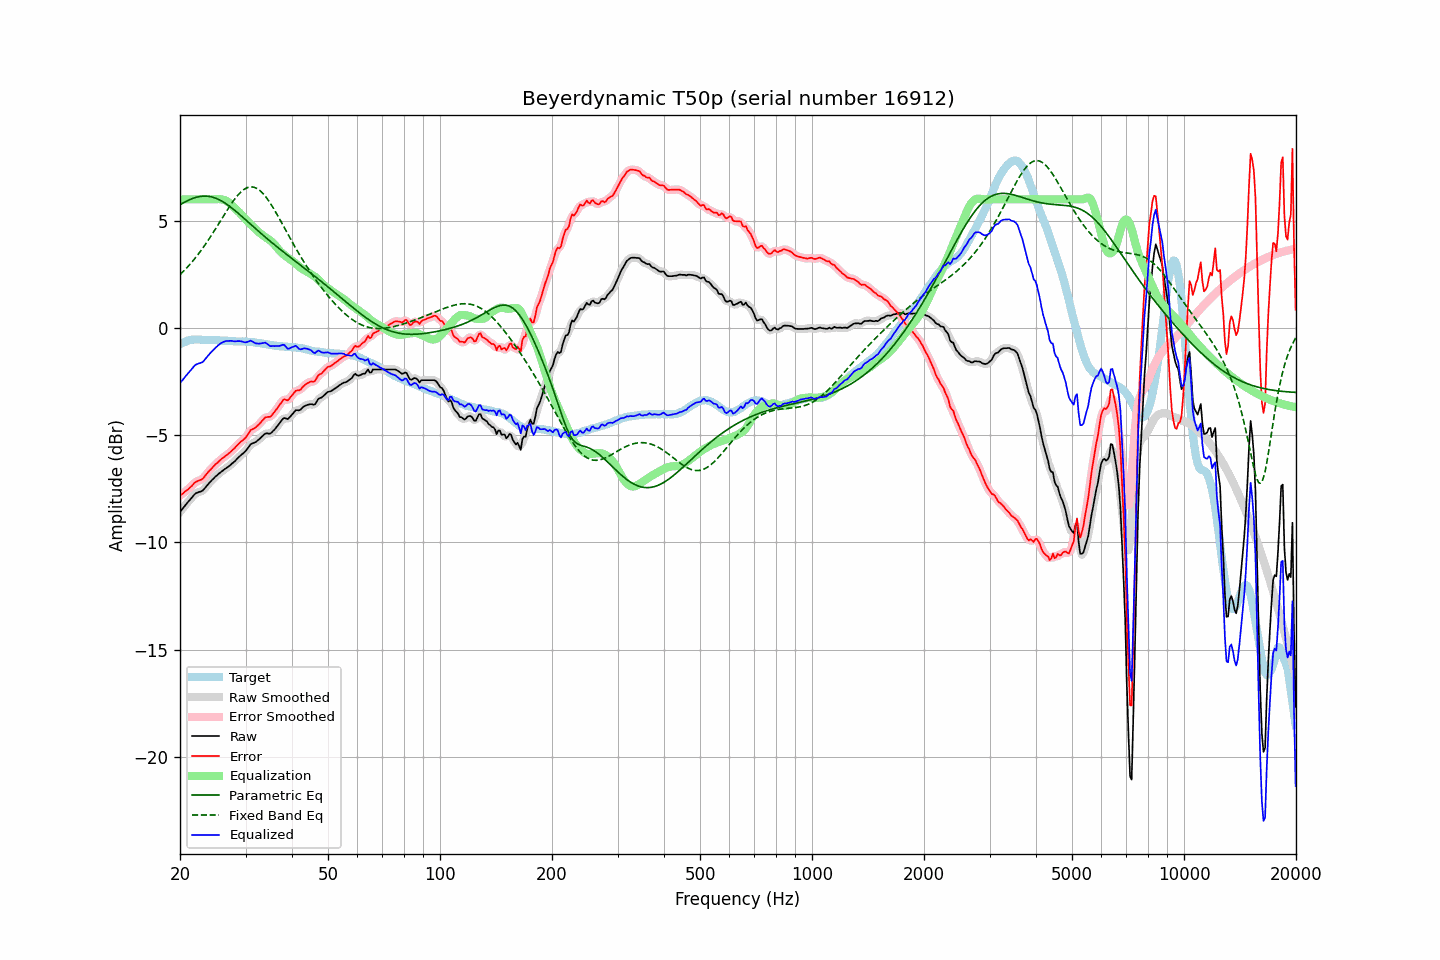 Beyerdynamic T50p (serial number 16912)
Amplitude (dBr)
5
0
−5
−10
−15
−20
Target
Raw Smoothed
Error Smoothed
Raw
Error
Equalization
Parametric Eq
Fixed Band Eq
Equalized
20
50
100
200
500
1000
2000
5000
10000
20000
Frequency (Hz)